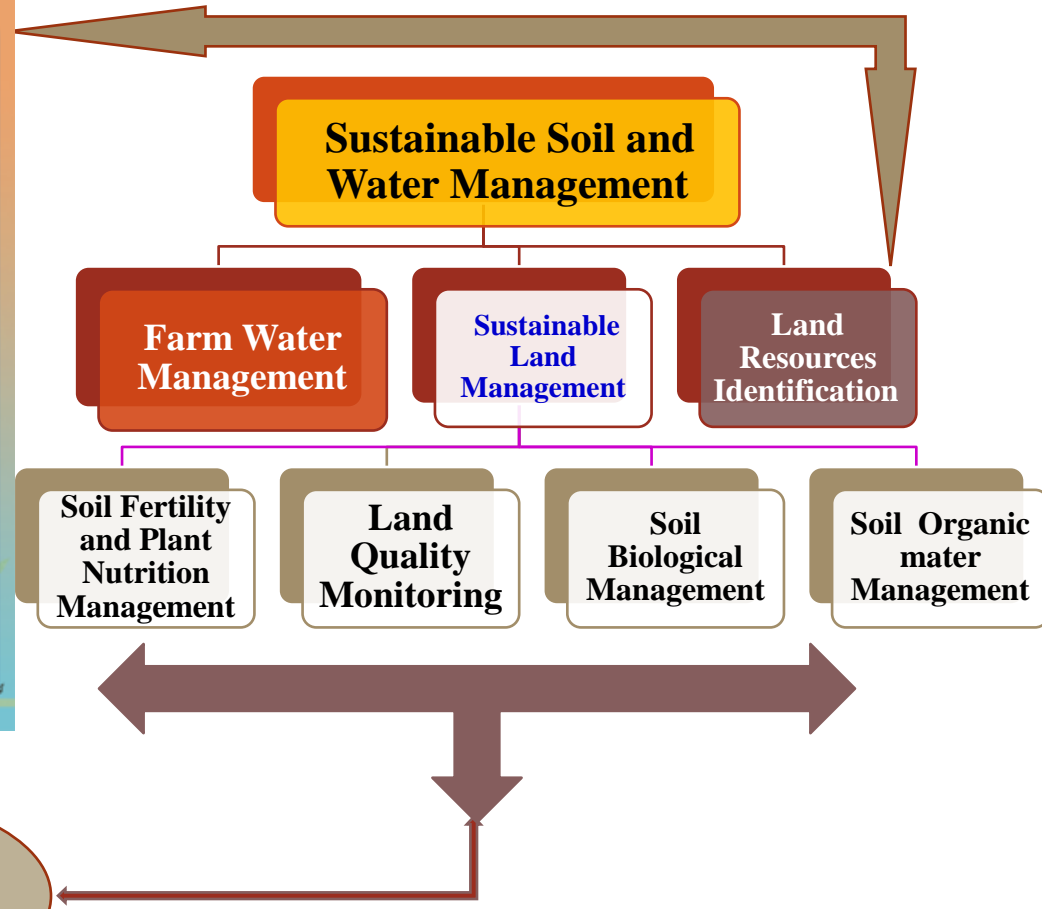 Sustainable Soil and
Water Management
Farm Water
Management
Sustainable
Land
Management
Land
Resources
Identification
Soil Fertility
and Plant
Nutrition
Management
Land
Quality
Monitoring
Soil
Biological
Management
Soil Organic
mater
Management